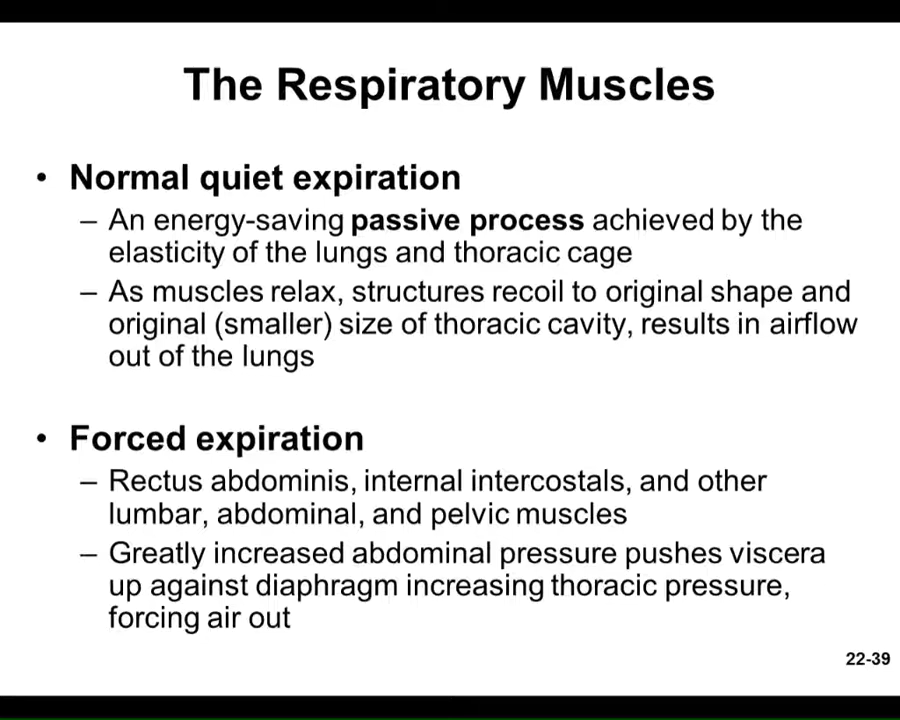 The Respiratory Muscles
• Normal quiet expiration
– An energy-saving passive process achieved by the
elasticity of the lungs and thoracic cage
– As muscles relax, structures recoil to original shape and
original (smaller) size of thoracic cavity, results in airflow
out of the lungs
• Forced expiration
– Rectus abdominis, internal intercostals, and other
lumbar, abdominal, and pelvic muscles
– Greatly increased abdominal pressure pushes viscera
up against diaphragm increasing thoracic pressure,
forcing air out
22-39